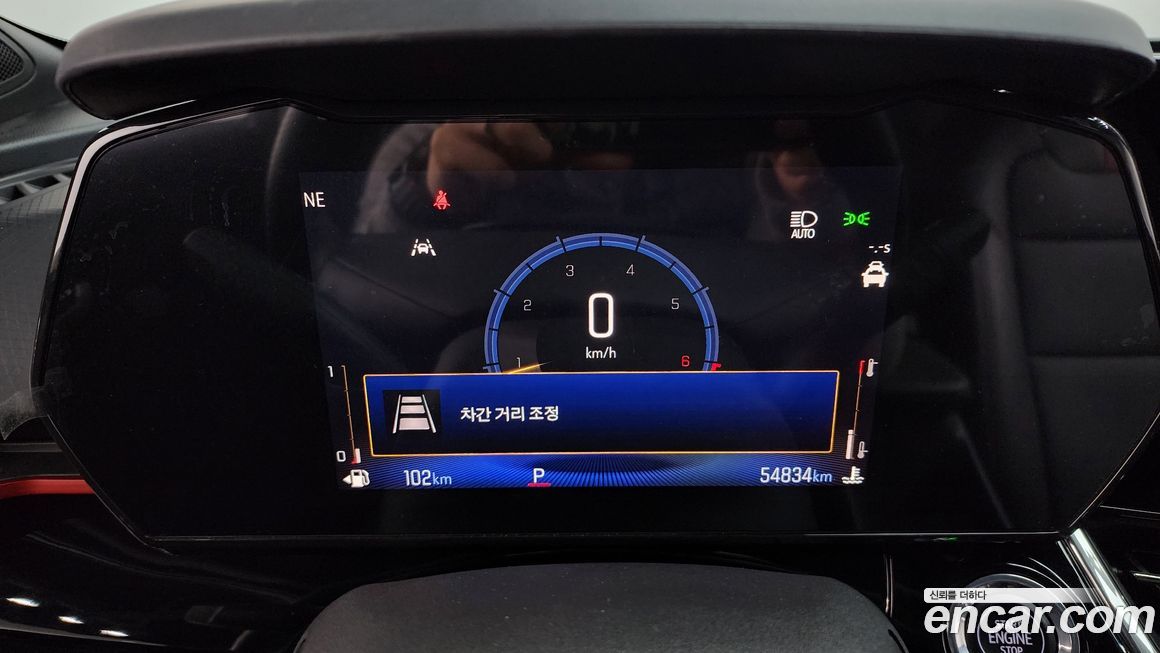 NE
AUTO
-.-s
3 4
2 5
1 6
0
km/h
1
차간 거리 조정
0
102km P 54834km
신뢰를 더하다
encar.com
ENGINE
STOP